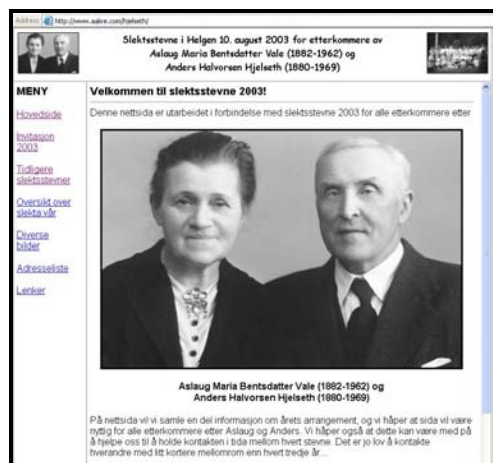 Address http://www.aakre.com/hjelseth/
Slektsstevne i Helgen 10. august 2003 for etterkommere av
Aslaug Maria Bentsdatter Vale (1882-1962) og
Anders Halvorsen Hjelseth (1880-1969)
MENY
Hovedside
Invitasjon
2003
Tidligere
slektsstevner
Oversikt over
slekta vår
Diverse
bilder
Adresseliste
Lenker
Velkommen til slektsstevne 2003!
Denne nettsida er utarbeidet i forbindelse med slektsstevne 2003 for alle etterkommere etter
Aslaug Maria Bentsdatter Vale (1882-1962) og
Anders Halvorsen Hjelseth (1880-1969)
På nettsida vil vi samle en del informasjon om årets arrangement, og vi håper at sida vil være
nyttig for alle etterkommere etter Aslaug og Anders. Vi håper også at dette kan være med på
å hjelpe oss til å holde kontakten i tida mellom hvert stevne. Det er jo lov å kontakte
hverandre med litt kortere mellomrom enn hvert tredje år...